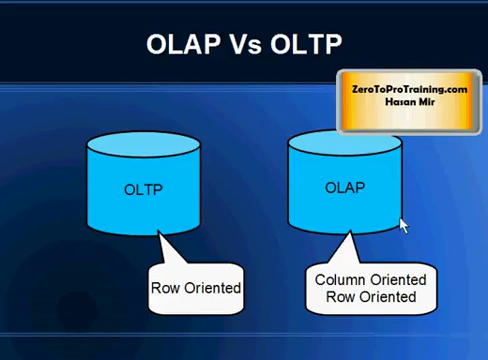 OLAP Vs OLTP
ZeroToProTraining.com
Hasan Mir
OLTP
OLAP
Row Oriented
Column Oriented
Row Oriented